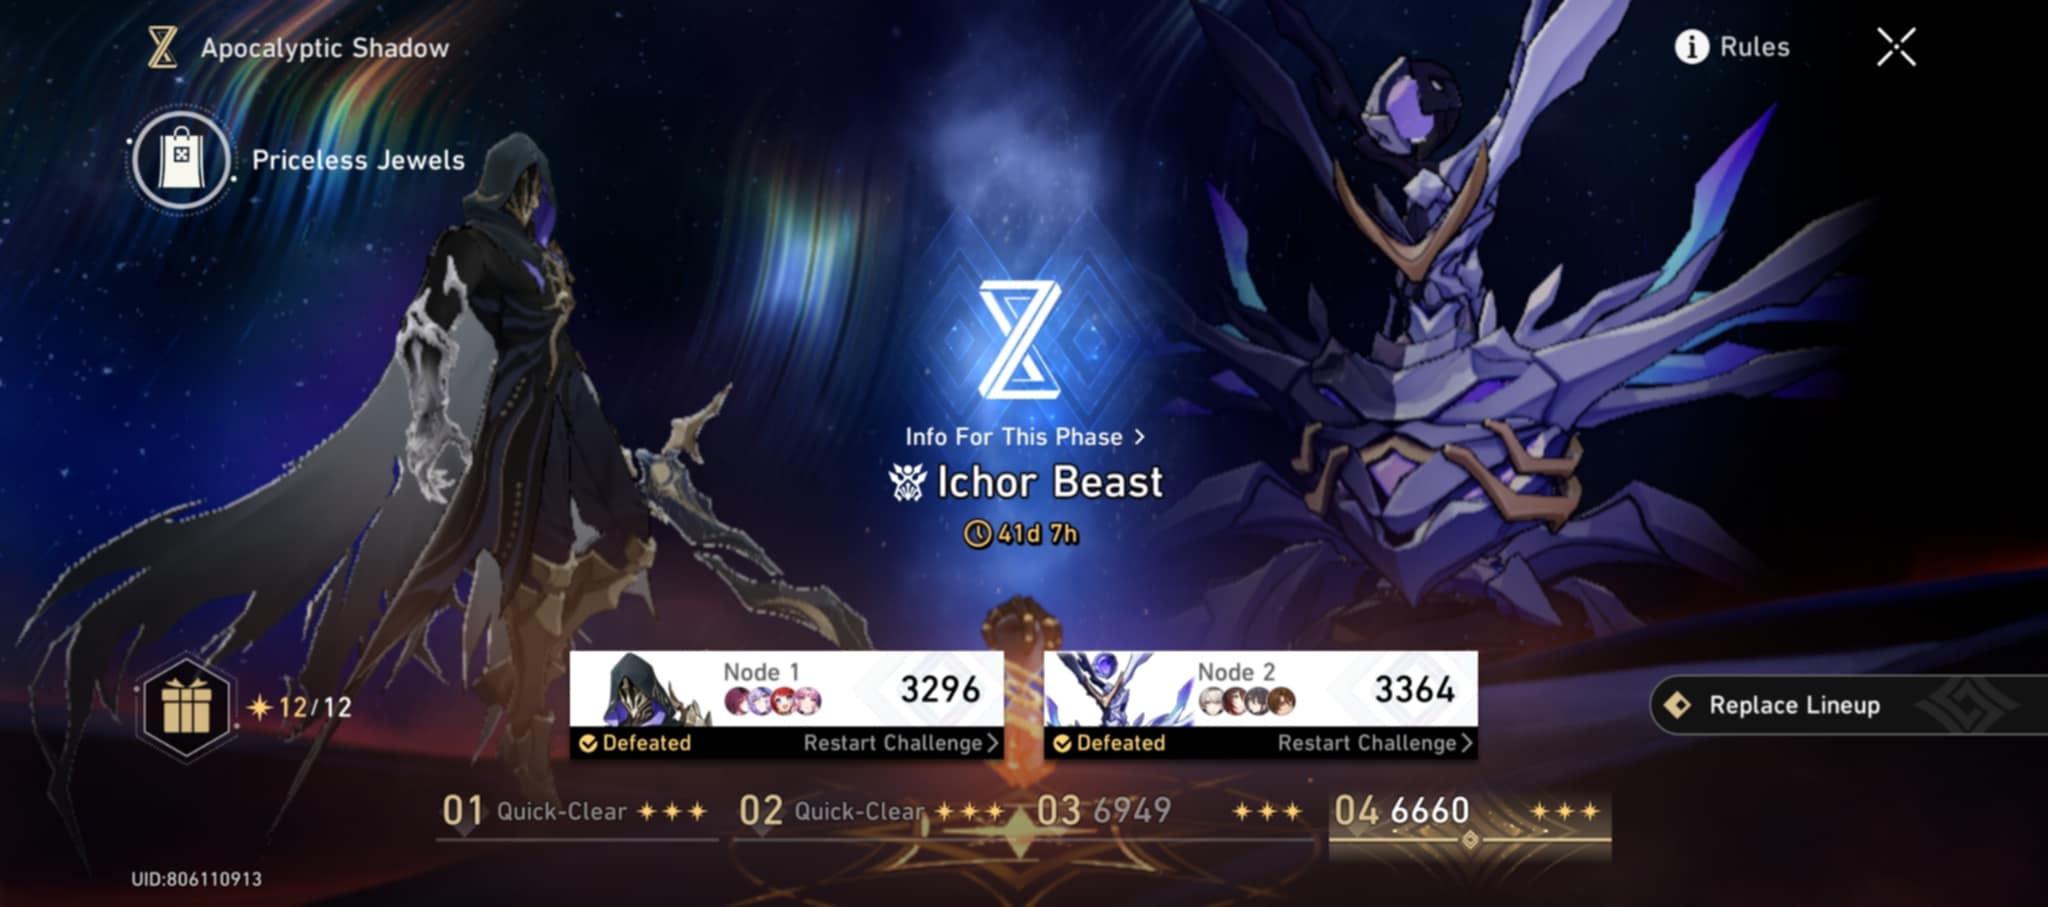 Apocalyptic Shadow
Rules
Priceless Jewels
Info For This Phase >
Ichor Beast
41d 7h
12/12
Node 1
3296
Defeated
Restart Challenge >
Node 2
3364
Defeated
Restart Challenge >
Replace Lineup
01 Quick-Clear
02 Quick-Clear
03 6949
04 6660
UID:806110913